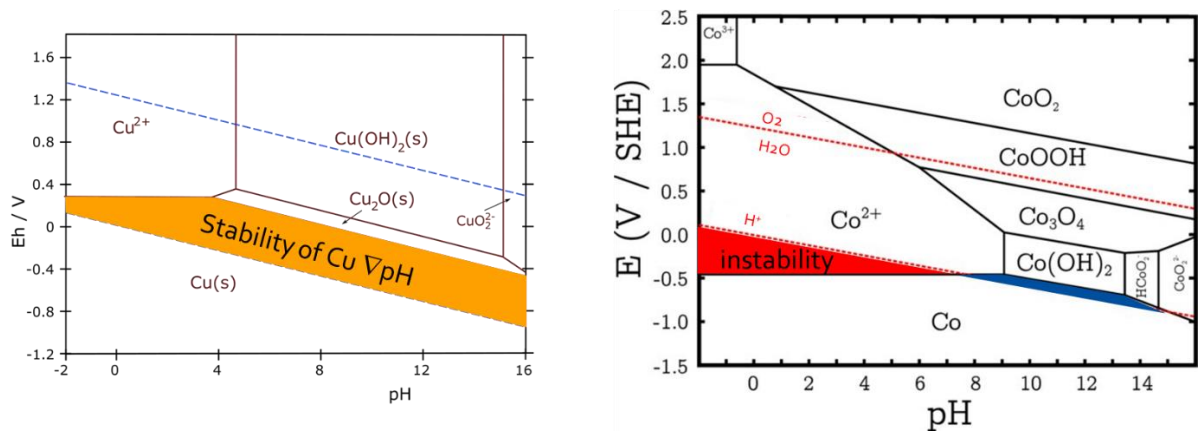 1.6
1.2
0.8
0.4
0
-0.4
-0.8
-1.2
Eh / V
-2
0
4
8
12
16
pH
Cu²⁺
Cu(OH)₂(s)
Cu₂O(s)
CuO₂²⁻
Stability of Cu ∇pH
Cu(s)
2.5
2.0
1.5
1.0
0.5
0.0
-0.5
-1.0
-1.5
E (V / SHE)
0
2
4
6
8
10
12
14
pH
Co³⁺
CoO₂
O₂
H₂O
CoOOH
Co₃O₄
H⁺
Co²⁺
instability
Co(OH)₂
HCoO₂⁻
CoO₂²⁻
Co